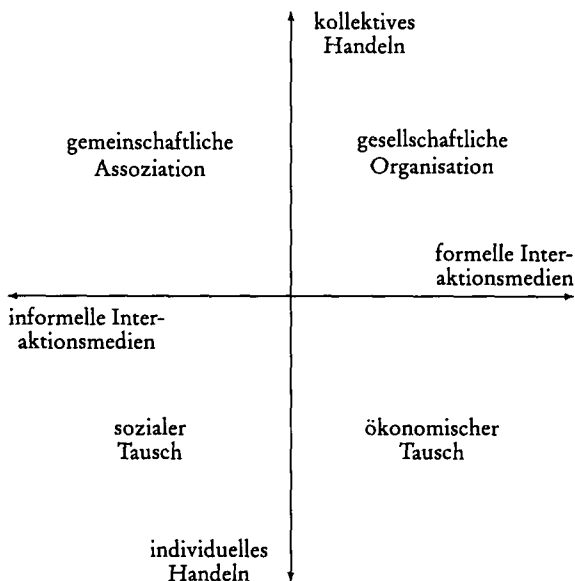 kollektives
Handeln
gemeinschaftliche
Assoziation
gesellschaftliche
Organisation
formelle Inter-
aktionsmedien
informelle Inter-
aktionsmedien
sozialer
Tausch
ökonomischer
Tausch
individuelles
Handeln